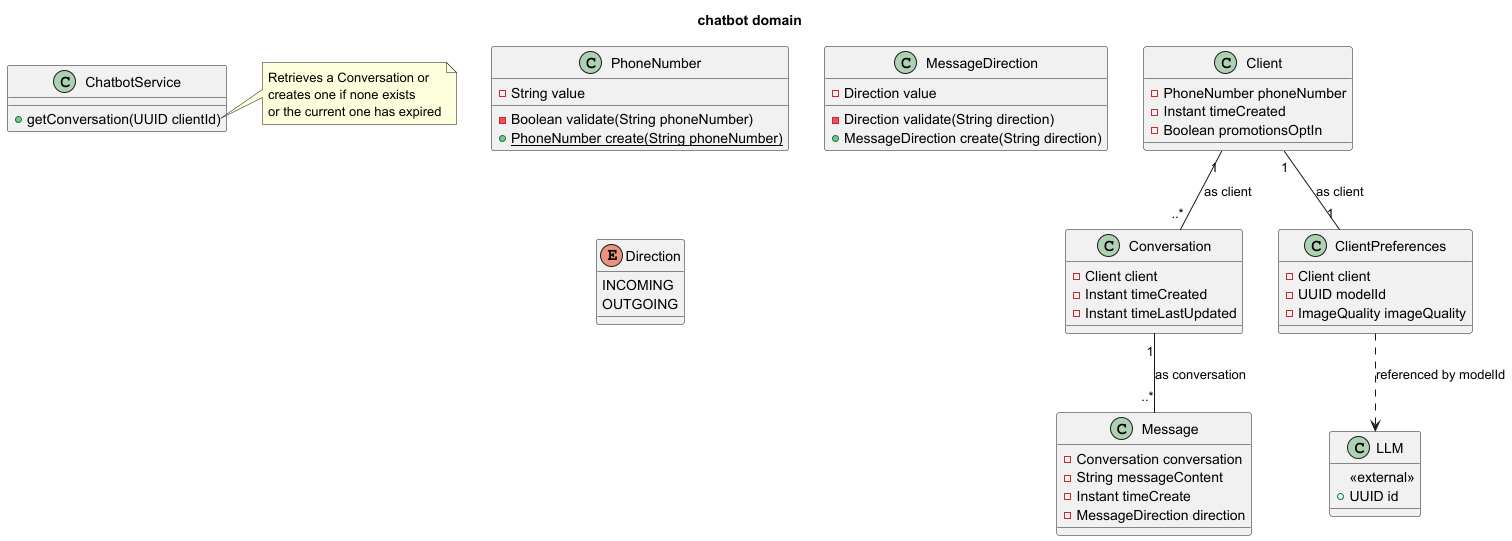 chatbot domain
C ChatbotService
getConversation(UUID clientId)
Retrieves a Conversation or
creates one if none exists
or the current one has expired
C PhoneNumber
String value
Boolean validate(String phoneNumber)
PhoneNumber create(String phoneNumber)
C MessageDirection
Direction value
Direction validate(String direction)
MessageDirection create(String direction)
C Client
PhoneNumber phoneNumber
Instant timeCreated
Boolean promotionsOptIn
1
as client
..*
1
as client
1
E Direction
INCOMING
OUTGOING
C Conversation
Client client
Instant timeCreated
Instant timeLastUpdated
C ClientPreferences
Client client
UUID modelId
ImageQuality imageQuality
1
as conversation
..*
referenced by modelId
C Message
Conversation conversation
String messageContent
Instant timeCreate
MessageDirection direction
C LLM
«external»
UUID id